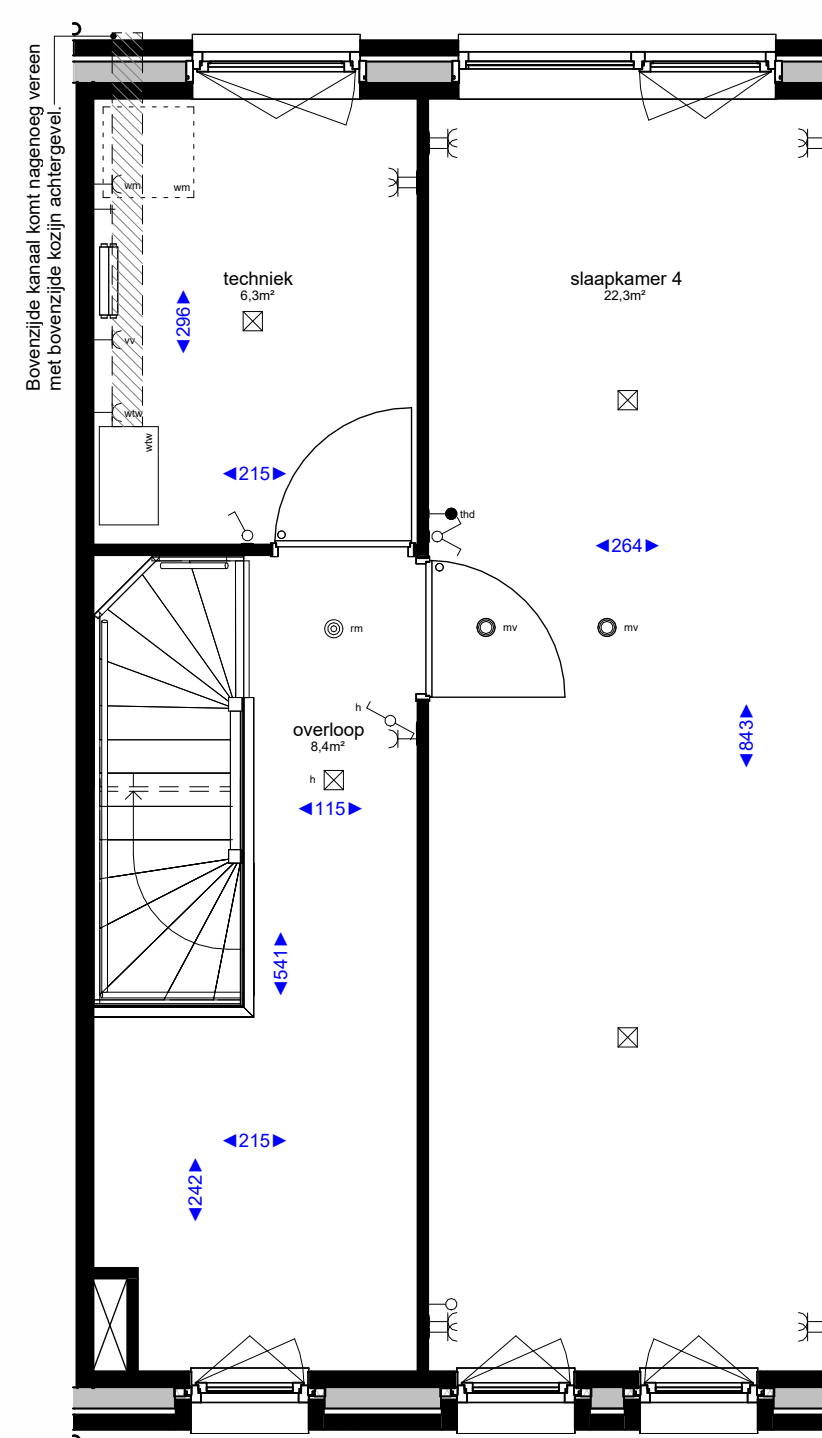 Bovenzijde kanaal komt nagenoeg vereen
met bovenzijde kozijn achtergevel.
wm
wm
techniek
6,3m²
slaapkamer 4
22,3m²
296
vv
wtw
wtw
215
thd
264
rm
mv
mv
h
overloop
8,4m²
843
h
115
541
215
242